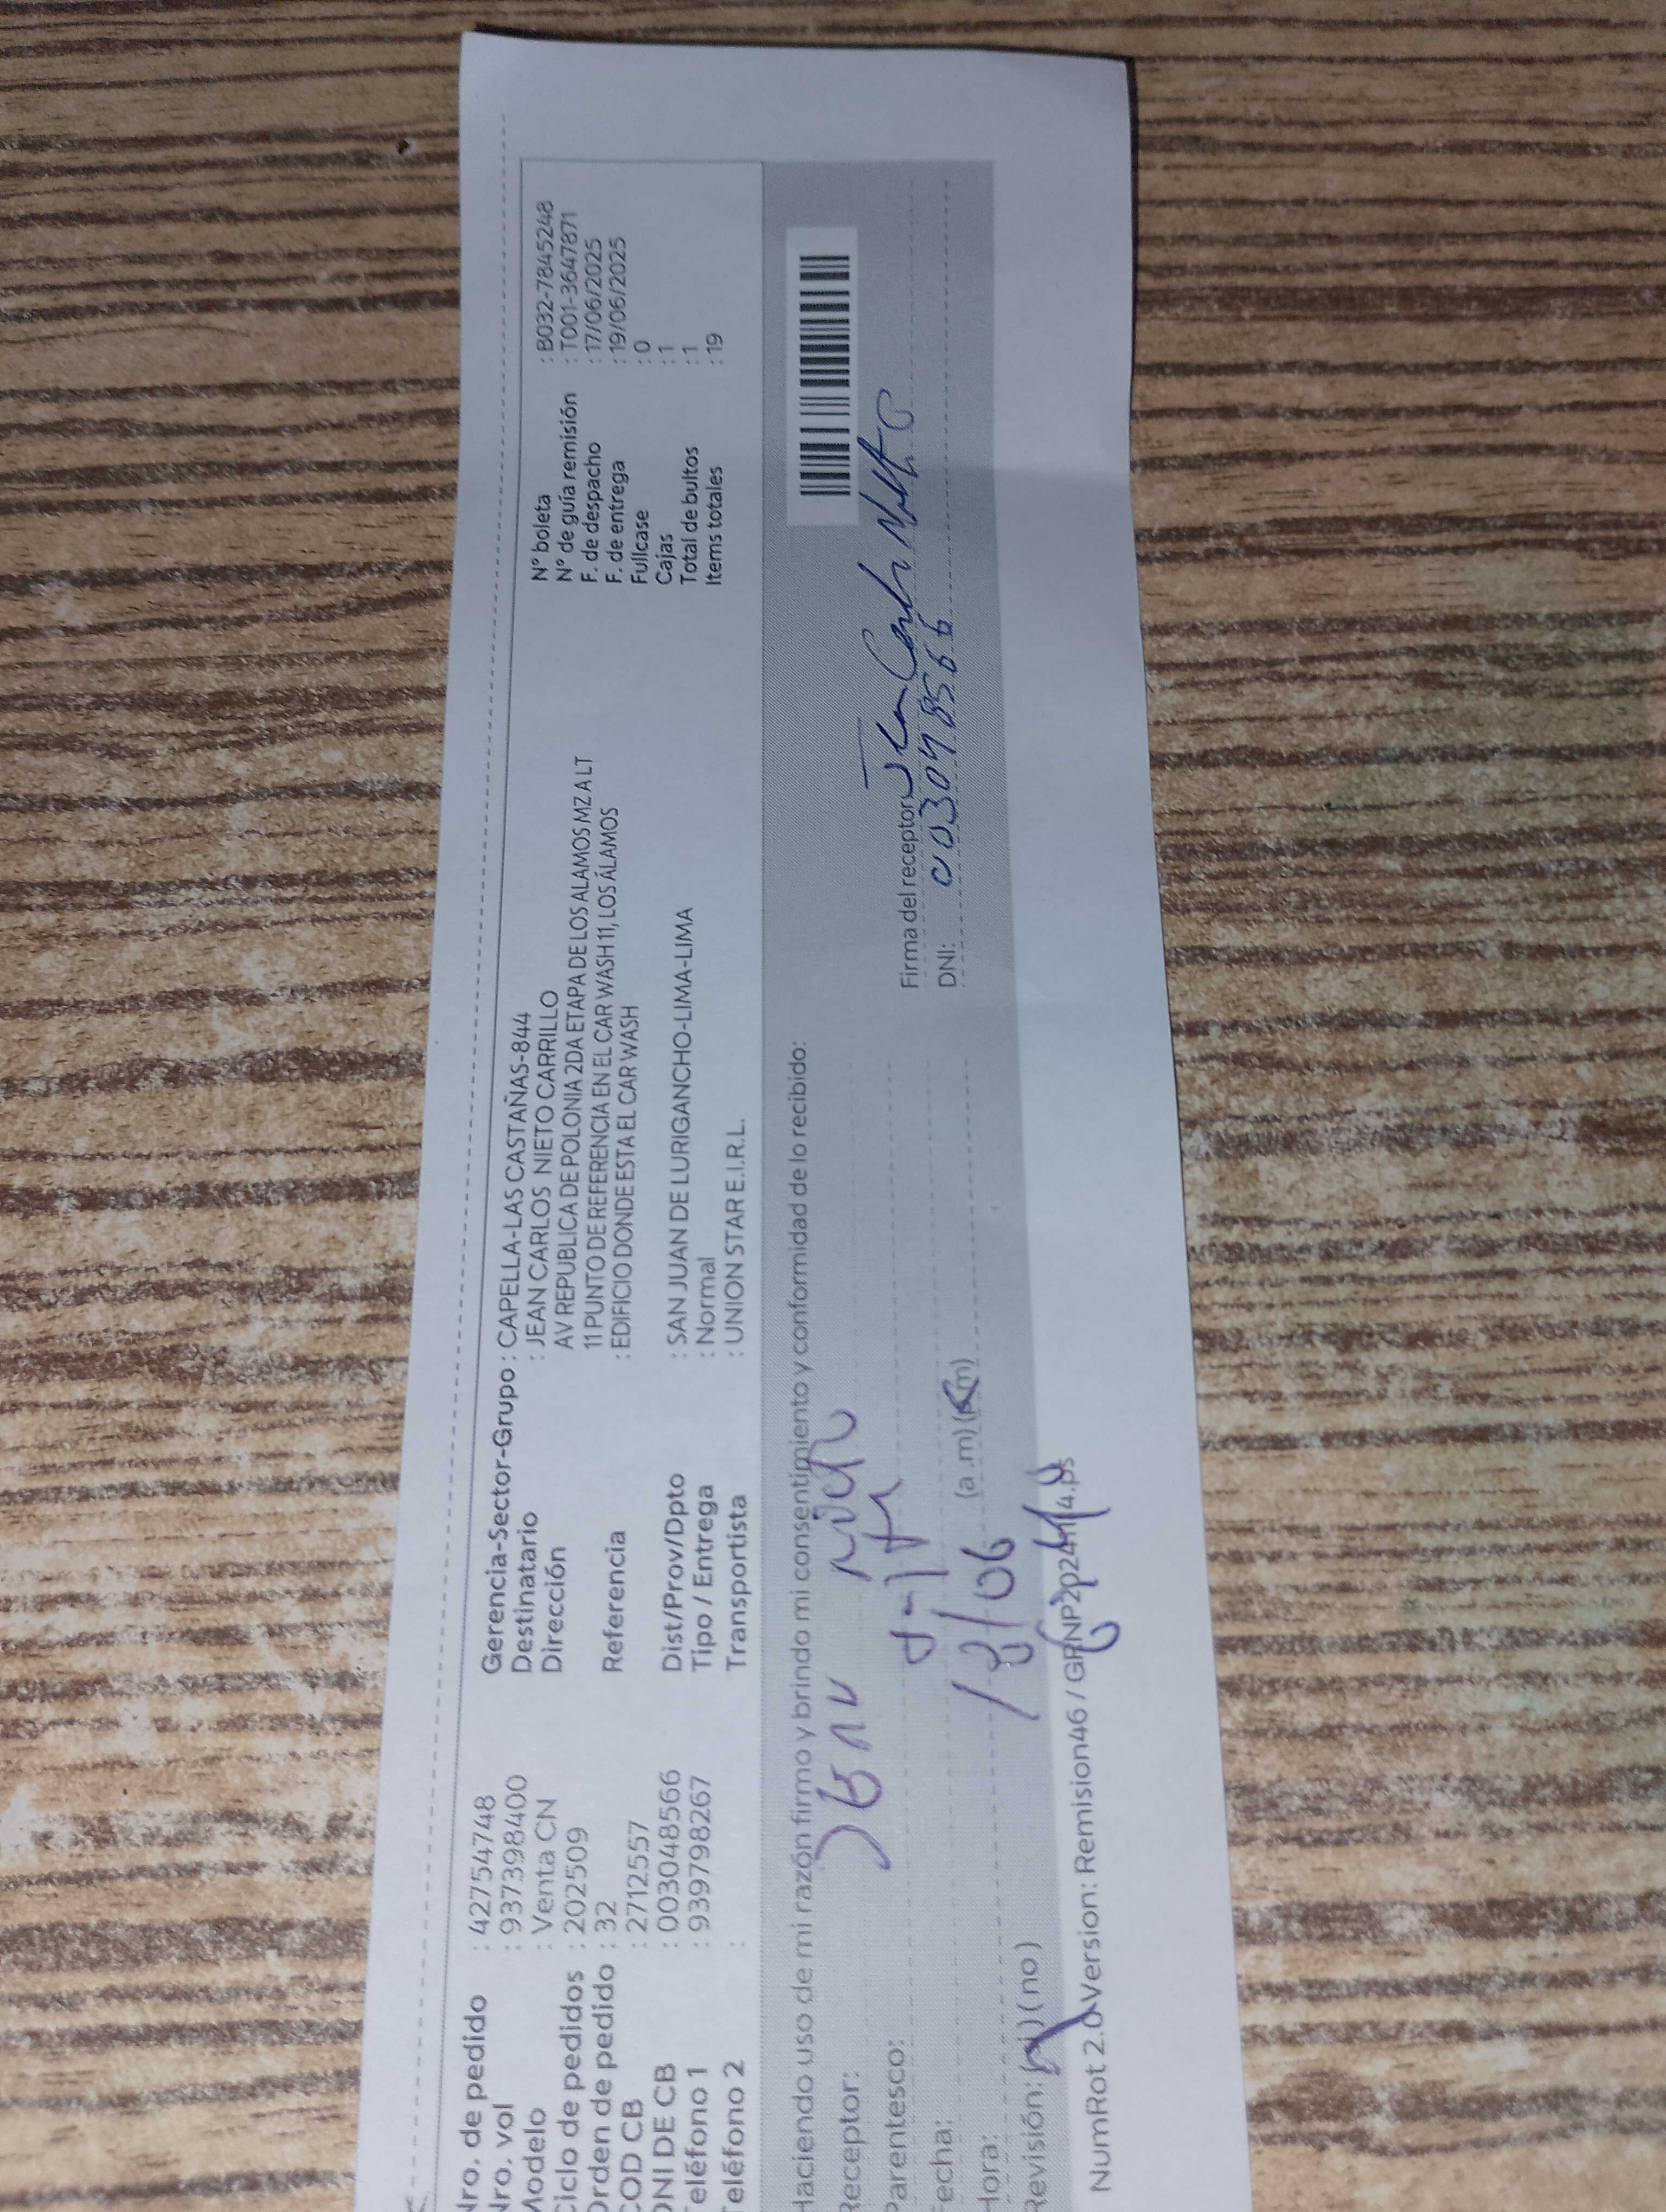 Nro. de pedido : 427547748
Nro. vol : 9373984OO
Modelo : Venta CN
Ciclo de pedidos : 202509
Orden de pedido : 32
COD CB : 2712557
DNI DE CB : 003048566
Teléfono 1 : 939798267
Teléfono 2 :
Gerencia-Sector-Grupo : CAPELLA-LAS CASTAÑAS-844
Destinatario : JEAN CARLOS NIETO CARRILLO
Dirección AV REPUBLICA DE POLONIA 2DA ETAPA DE LOS ALAMOS MZ A LT
11 PUNTO DE REFERENCIA EN EL CAR WASH 11, LOS ÁLAMOS
Referencia : EDIFICIO DONDE ESTA EL CAR WASH
Dist/Prov/Dpto : SAN JUAN DE LURIGANCHO-LIMA-LIMA
Tipo / Entrega : Normal
Transportista : UNION STAR E.I.R.L.
N° boleta : B032-7845248
N° de guía remisión : T001-3647871
F. de despacho : 17/06/2025
F. de entrega : 19/06/2025
Fullcase : 0
Cajas : 1
Total de bultos : 1
Items totales : 19
Haciendo uso de mi razón firmo y brindo mi consentimiento y conformidad de lo recibido:
Receptor:
Parentesco:
Fecha: 18/06
Hora: (a .m)
Revisión: (si) (no)
Firma del receptor: Jean Carlos Nieto C
DNI: 003048566
NumRot 2.0 Version: Remision46 /